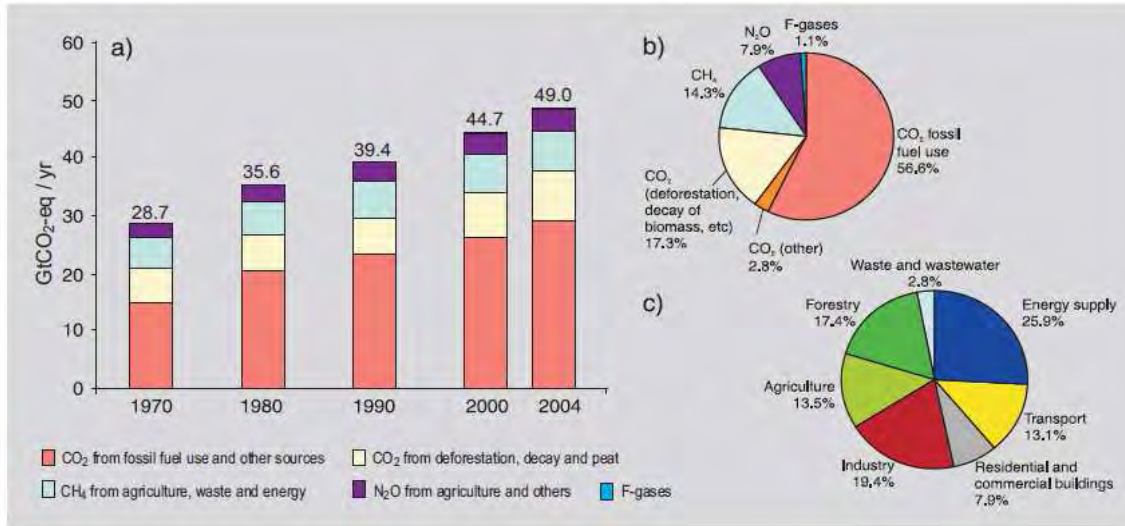 a)
GtCO₂-eq / yr
60
50
40
30
20
10
0
28.7
35.6
39.4
44.7
49.0
1970
1980
1990
2000
2004
CO₂ from fossil fuel use and other sources
CO₂ from deforestation, decay and peat
CH₄ from agriculture, waste and energy
N₂O from agriculture and others
F-gases
b)
F-gases
1.1%
N₂O
7.9%
CH₄
14.3%
CO₂ fossil
fuel use
56.6%
CO₂
(deforestation,
decay of
biomass, etc)
17.3%
CO₂ (other)
2.8%
c)
Waste and wastewater
2.8%
Forestry
17.4%
Energy supply
25.9%
Agriculture
13.5%
Transport
13.1%
Industry
19.4%
Residential and
commercial buildings
7.9%